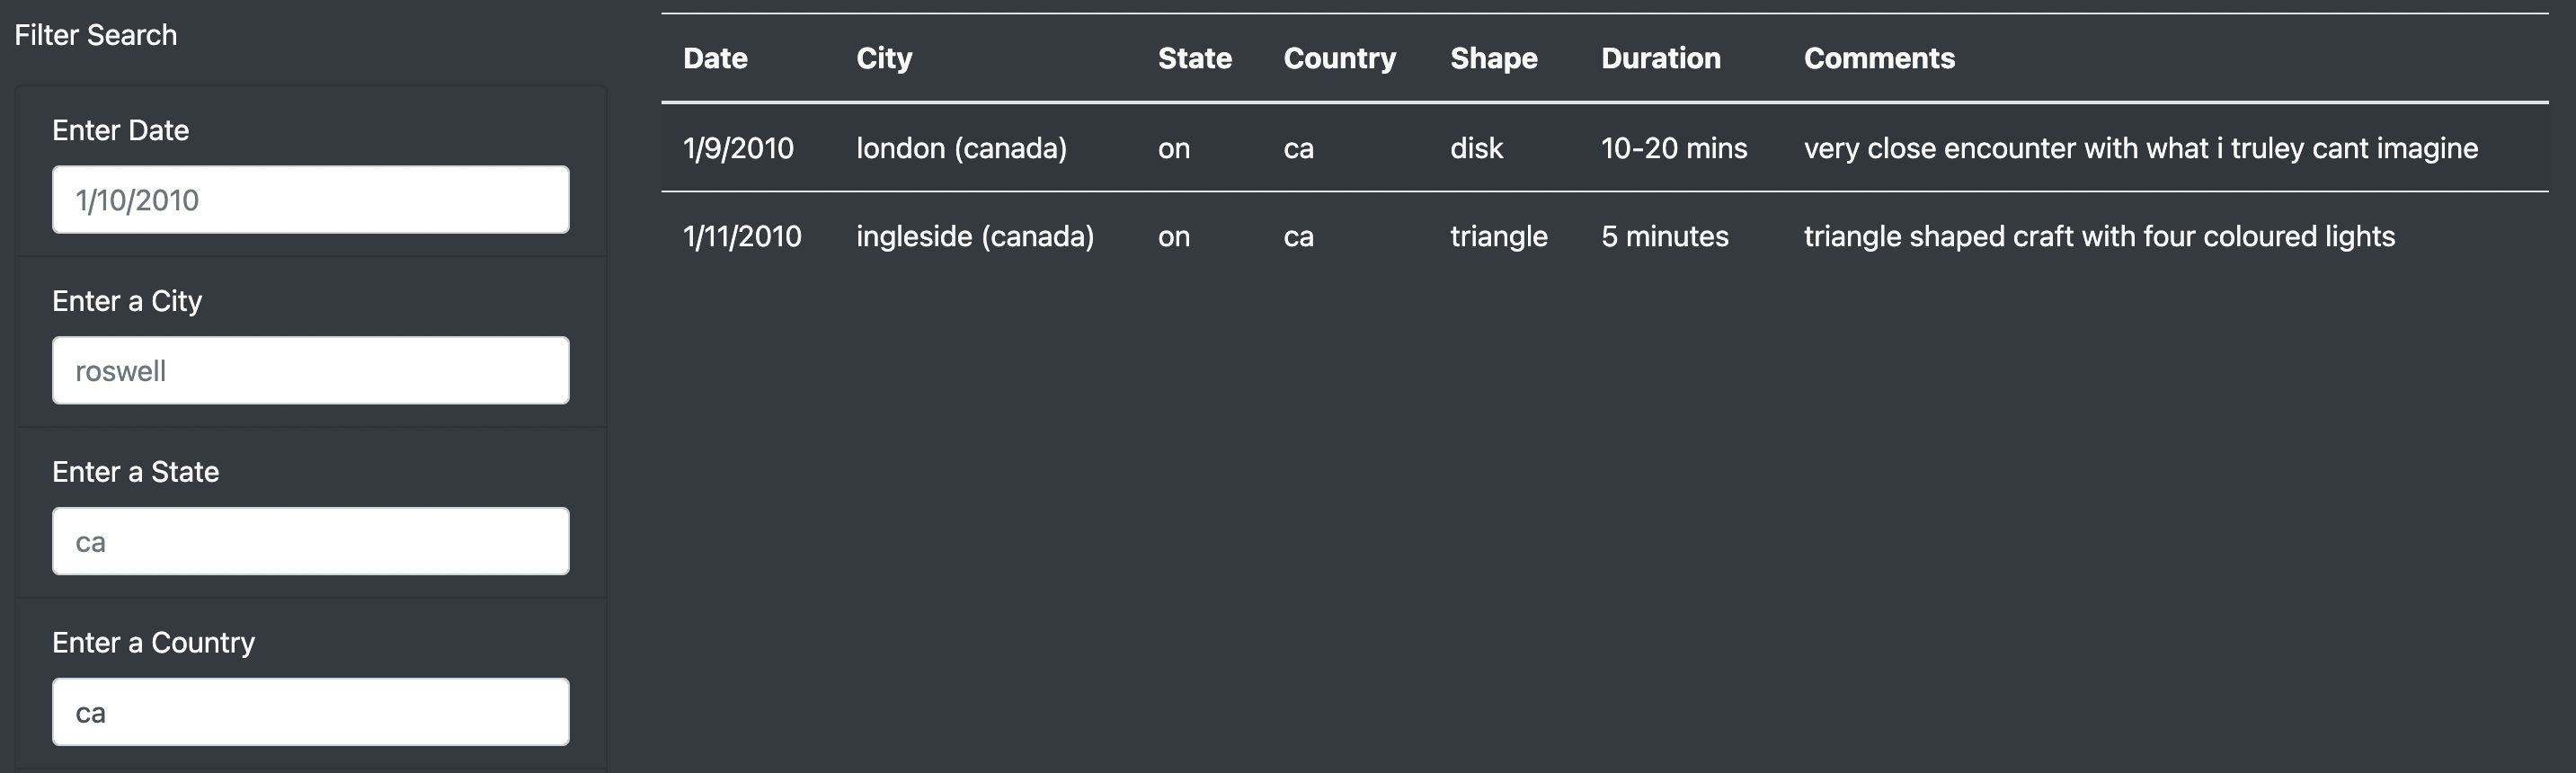 Filter Search
Enter Date
1/10/2010
Enter a City
roswell
Enter a State
ca
Enter a Country
ca
Date City State Country Shape Duration Comments
1/9/2010 london (canada) on ca disk 10-20 mins very close encounter with what i truley cant imagine
1/11/2010 ingleside (canada) on ca triangle 5 minutes triangle shaped craft with four coloured lights